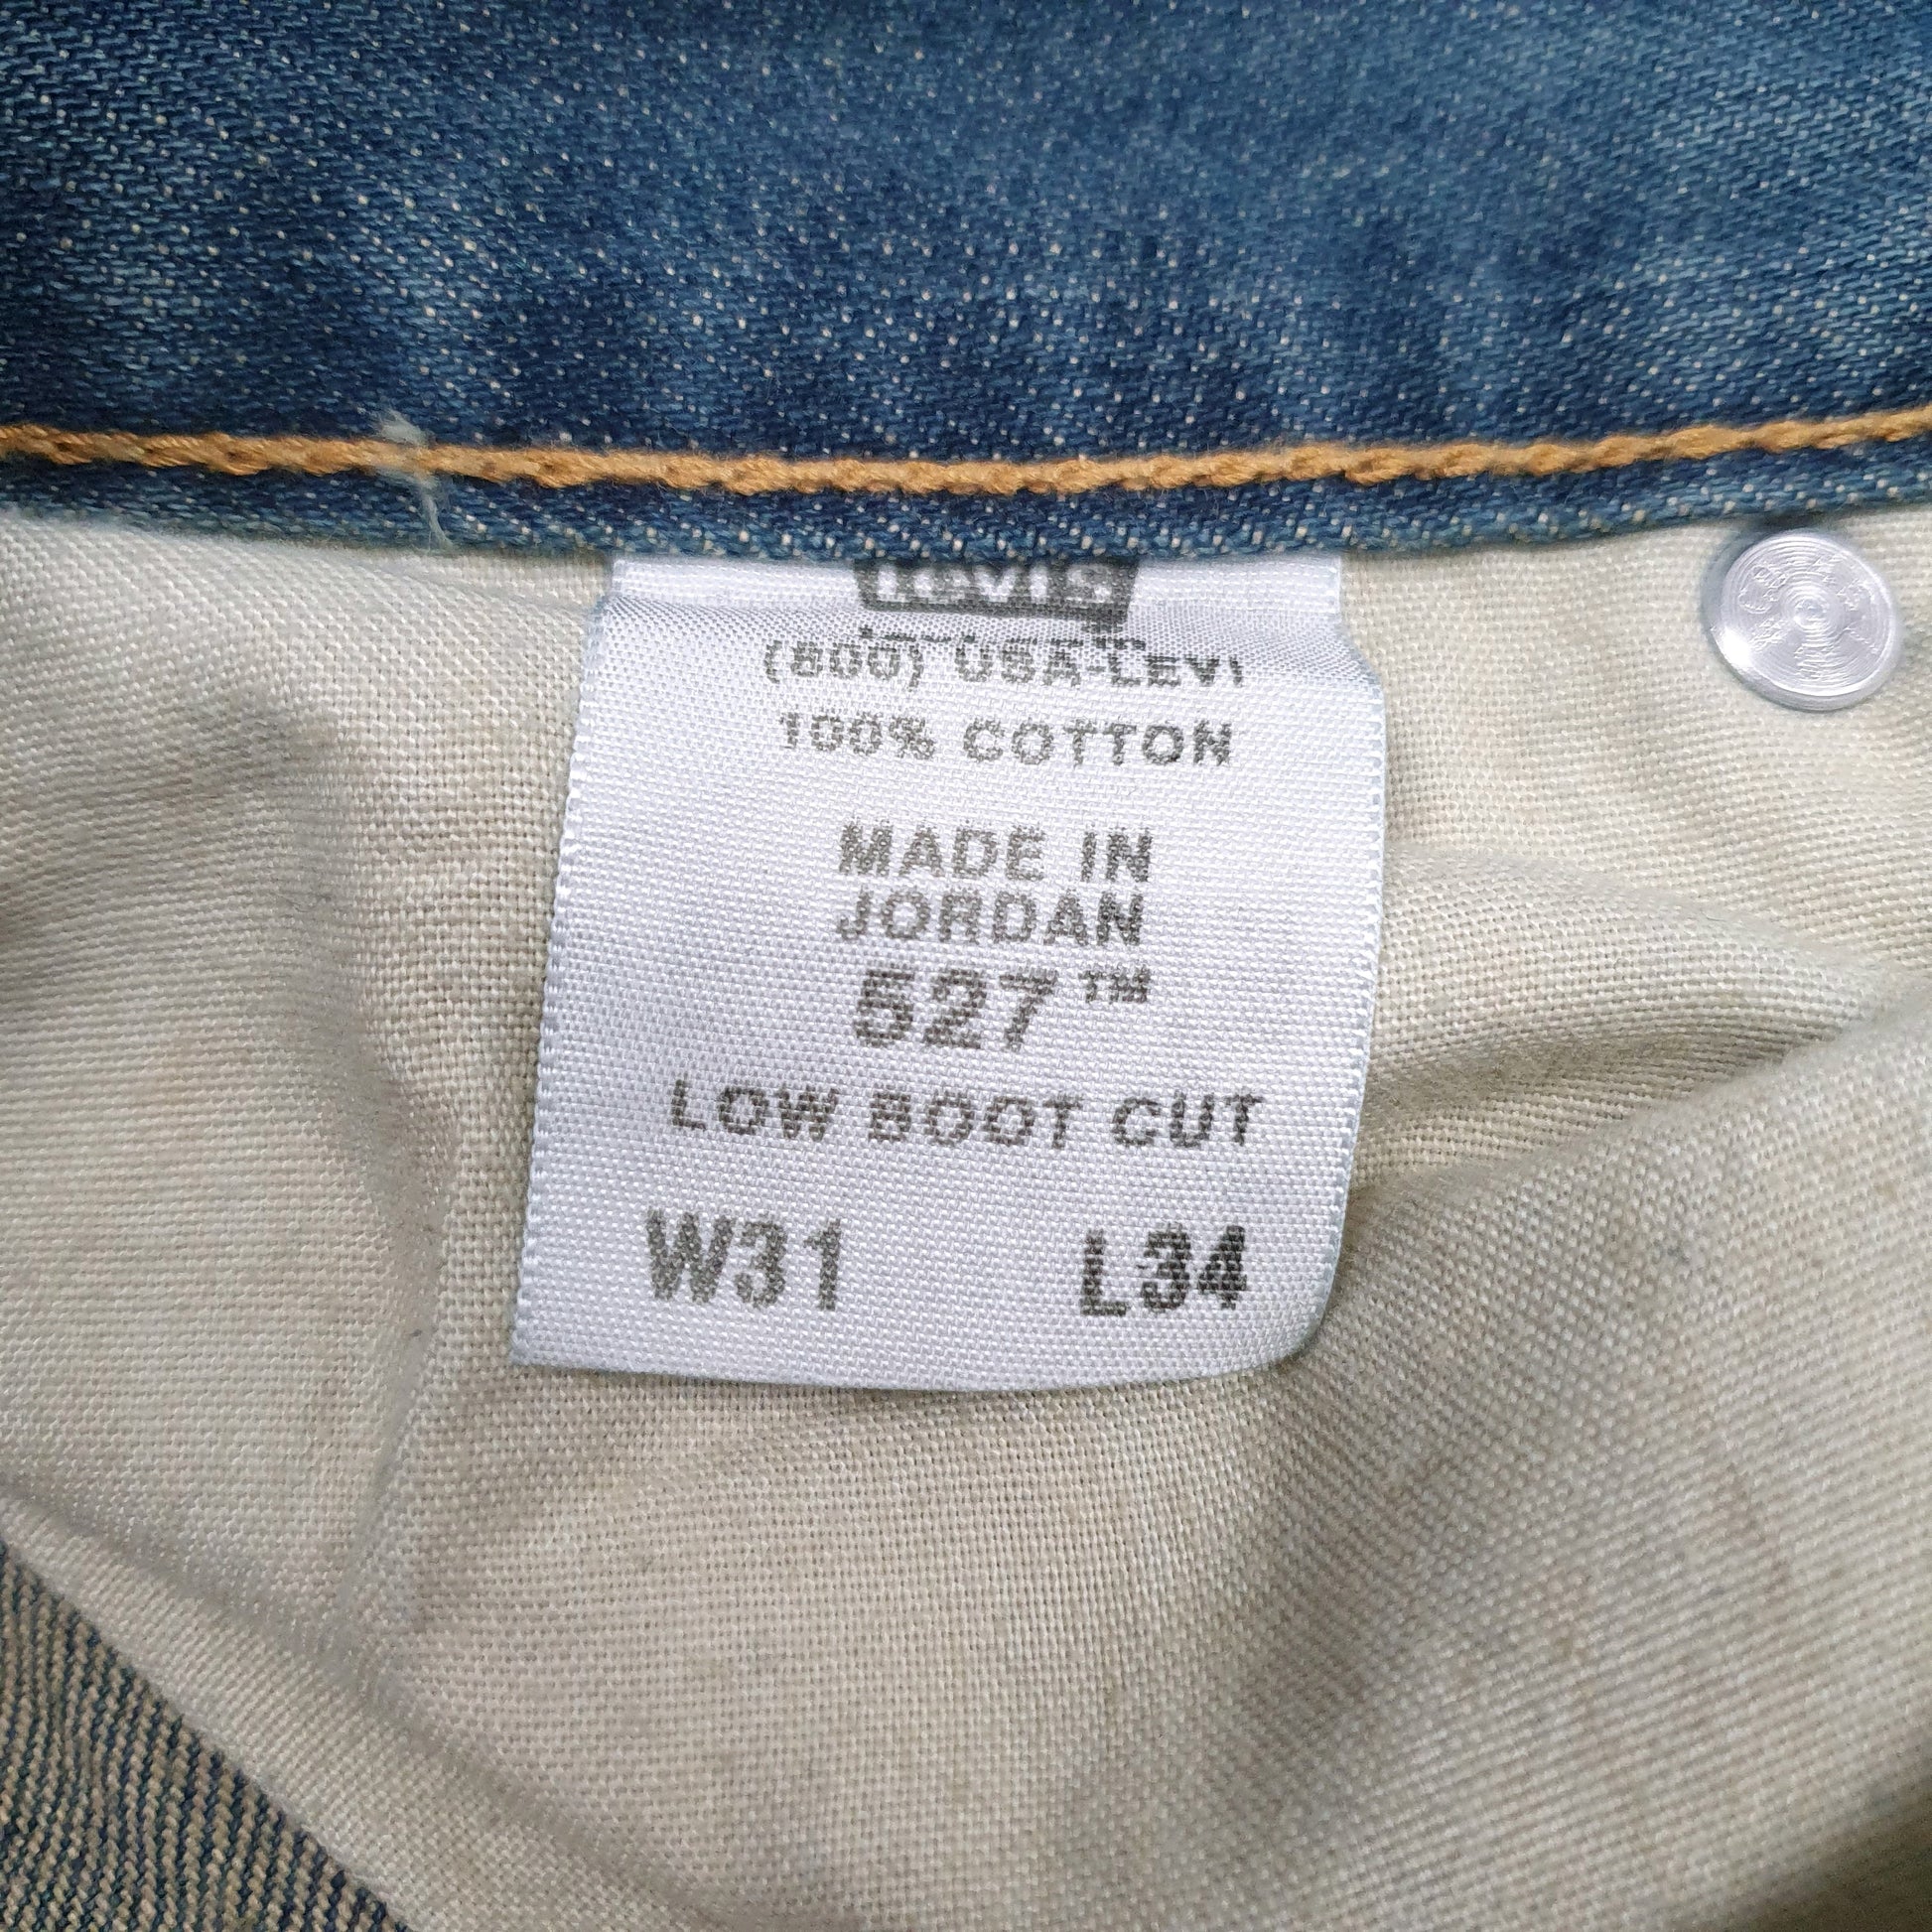 LEVI'S
(800) USA-LEVI
100% COTTON
MADE IN
JORDAN
527™
LOW BOOT CUT
W31 L34